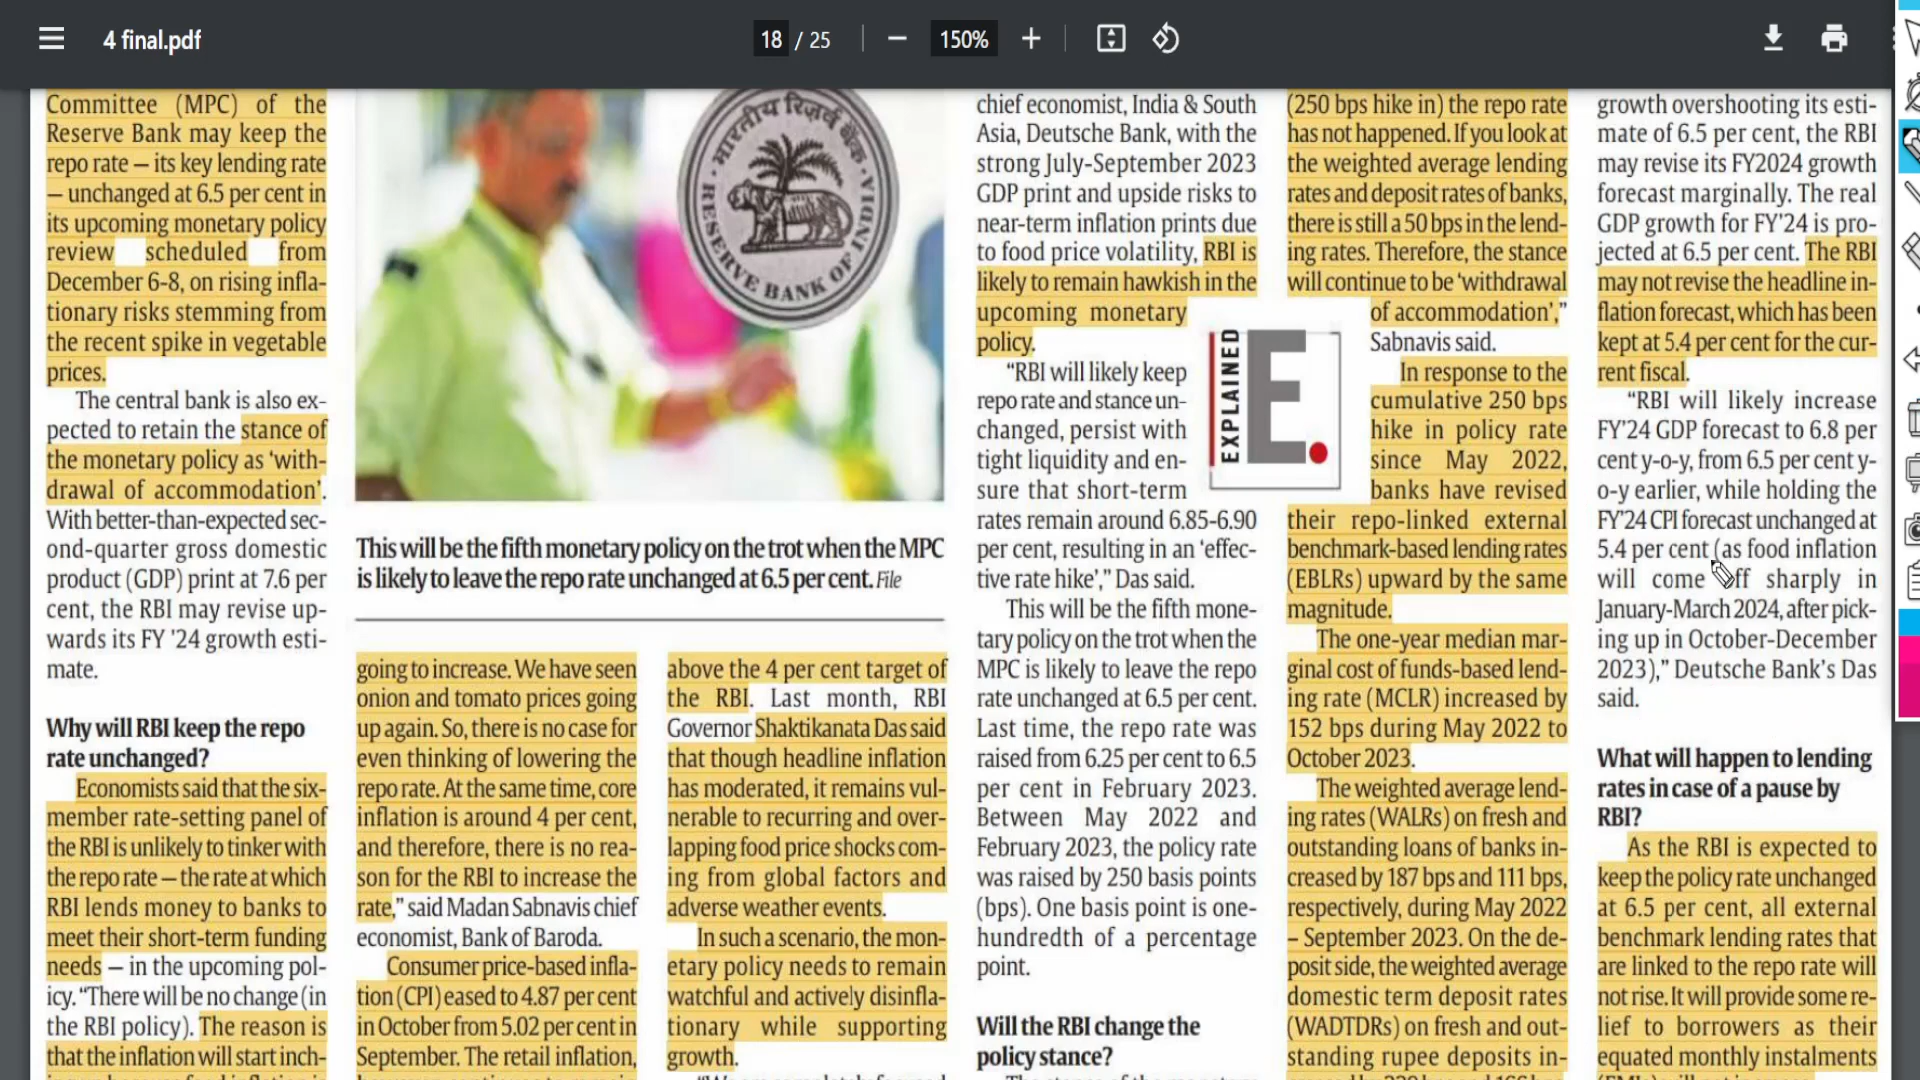 4 final.pdf
18 / 25
150%
Committee (MPC) of the
Reserve Bank may keep the
repo rate — its key lending rate
— unchanged at 6.5 per cent in
its upcoming monetary policy
review scheduled from
December 6-8, on rising infla-
tionary risks stemming from
the recent spike in vegetable
prices.
The central bank is also ex-
pected to retain the stance of
the monetary policy as ‘with-
drawal of accommodation’.
With better-than-expected sec-
ond-quarter gross domestic
product (GDP) print at 7.6 per
cent, the RBI may revise up-
wards its FY ’24 growth esti-
mate.
Why will RBI keep the repo
rate unchanged?
Economists said that the six-
member rate-setting panel of
the RBI is unlikely to tinker with
the repo rate — the rate at which
RBI lends money to banks to
meet their short-term funding
needs — in the upcoming pol-
icy. “There will be no change (in
the RBI policy). The reason is
that the inflation will start inch-
भारतीय रिज़र्व बैंक
RESERVE BANK OF INDIA
This will be the fifth monetary policy on the trot when the MPC
is likely to leave the repo rate unchanged at 6.5 per cent. File
going to increase. We have seen
onion and tomato prices going
up again. So, there is no case for
even thinking of lowering the
repo rate. At the same time, core
inflation is around 4 per cent,
and therefore, there is no rea-
son for the RBI to increase the
rate,” said Madan Sabnavis chief
economist, Bank of Baroda.
Consumer price-based infla-
tion (CPI) eased to 4.87 per cent
in October from 5.02 per cent in
September. The retail inflation,
above the 4 per cent target of
the RBI. Last month, RBI
Governor Shaktikanata Das said
that though headline inflation
has moderated, it remains vul-
nerable to recurring and over-
lapping food price shocks com-
ing from global factors and
adverse weather events.
In such a scenario, the mon-
etary policy needs to remain
watchful and actively disinfla-
tionary while supporting
growth.
chief economist, India & South
Asia, Deutsche Bank, with the
strong July-September 2023
GDP print and upside risks to
near-term inflation prints due
to food price volatility, RBI is
likely to remain hawkish in the
upcoming monetary
policy.
“RBI will likely keep
repo rate and stance un-
changed, persist with
tight liquidity and en-
sure that short-term
rates remain around 6.85-6.90
per cent, resulting in an ‘effec-
tive rate hike’,” Das said.
This will be the fifth mone-
tary policy on the trot when the
MPC is likely to leave the repo
rate unchanged at 6.5 per cent.
Last time, the repo rate was
raised from 6.25 per cent to 6.5
per cent in February 2023.
Between May 2022 and
February 2023, the policy rate
was raised by 250 basis points
(bps). One basis point is one-
hundredth of a percentage
point.
Will the RBI change the
policy stance?
EXPLAINED
E.
(250 bps hike in) the repo rate
has not happened. If you look at
the weighted average lending
rates and deposit rates of banks,
there is still a 50 bps in the lend-
ing rates. Therefore, the stance
will continue to be ‘withdrawal
of accommodation’,”
Sabnavis said.
In response to the
cumulative 250 bps
hike in policy rate
since May 2022,
banks have revised
their repo-linked external
benchmark-based lending rates
(EBLRs) upward by the same
magnitude.
The one-year median mar-
ginal cost of funds-based lend-
ing rate (MCLR) increased by
152 bps during May 2022 to
October 2023.
The weighted average lend-
ing rates (WALRs) on fresh and
outstanding loans of banks in-
creased by 187 bps and 111 bps,
respectively, during May 2022
– September 2023. On the de-
posit side, the weighted average
domestic term deposit rates
(WADTDRs) on fresh and out-
standing rupee deposits in-
growth overshooting its esti-
mate of 6.5 per cent, the RBI
may revise its FY2024 growth
forecast marginally. The real
GDP growth for FY’24 is pro-
jected at 6.5 per cent. The RBI
may not revise the headline in-
flation forecast, which has been
kept at 5.4 per cent for the cur-
rent fiscal.
“RBI will likely increase
FY’24 GDP forecast to 6.8 per
cent y-o-y, from 6.5 per cent y-
o-y earlier, while holding the
FY’24 CPI forecast unchanged at
5.4 per cent (as food inflation
will come off sharply in
January-March 2024, after pick-
ing up in October-December
2023),” Deutsche Bank’s Das
said.
What will happen to lending
rates in case of a pause by
RBI?
As the RBI is expected to
keep the policy rate unchanged
at 6.5 per cent, all external
benchmark lending rates that
are linked to the repo rate will
not rise. It will provide some re-
lief to borrowers as their
equated monthly instalments